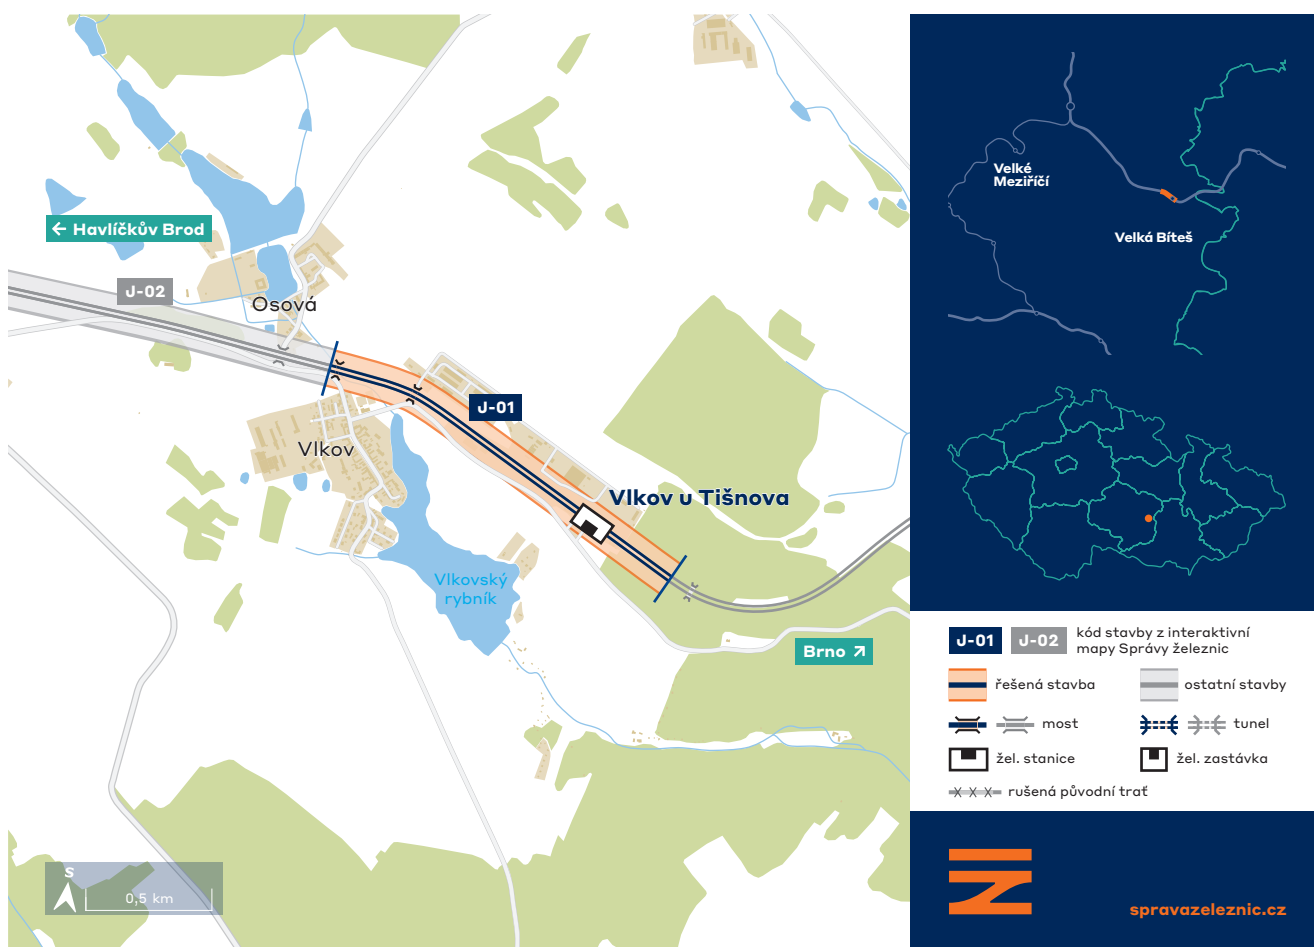 ← Havlíčkův Brod
J-02
Osová
J-01
Vlkov
Vlkov u Tišnova
Vlkovský
rybník
Brno ↗
S
0,5 km
Velké
Meziříčí
Velká Bíteš
J-01 J-02 kód stavby z interaktivní
mapy Správy železnic
řešená stavba
ostatní stavby
most
tunel
žel. stanice
žel. zastávka
rušená původní trať
spravazeleznic.cz